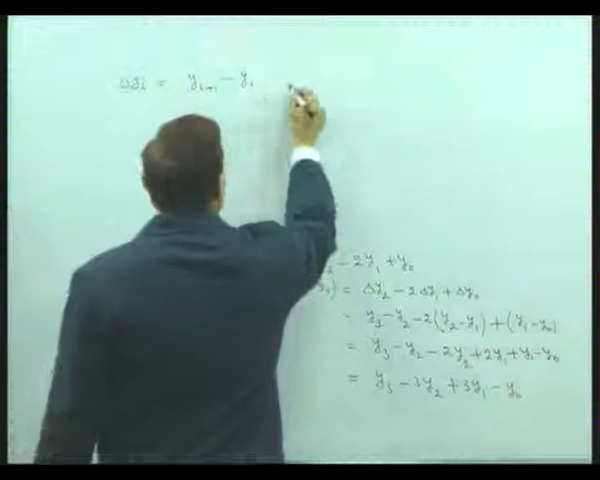 Δyi = yi+1 − yi
− 2y1 + y0
= Δy2 − 2Δy1 + Δy0
= y3 − y2 − 2(y2 − y1) + (y1 − y0)
= y3 − y2 − 2y2 + 2y1 + y1 − y0
= y3 − 3y2 + 3y1 − y0